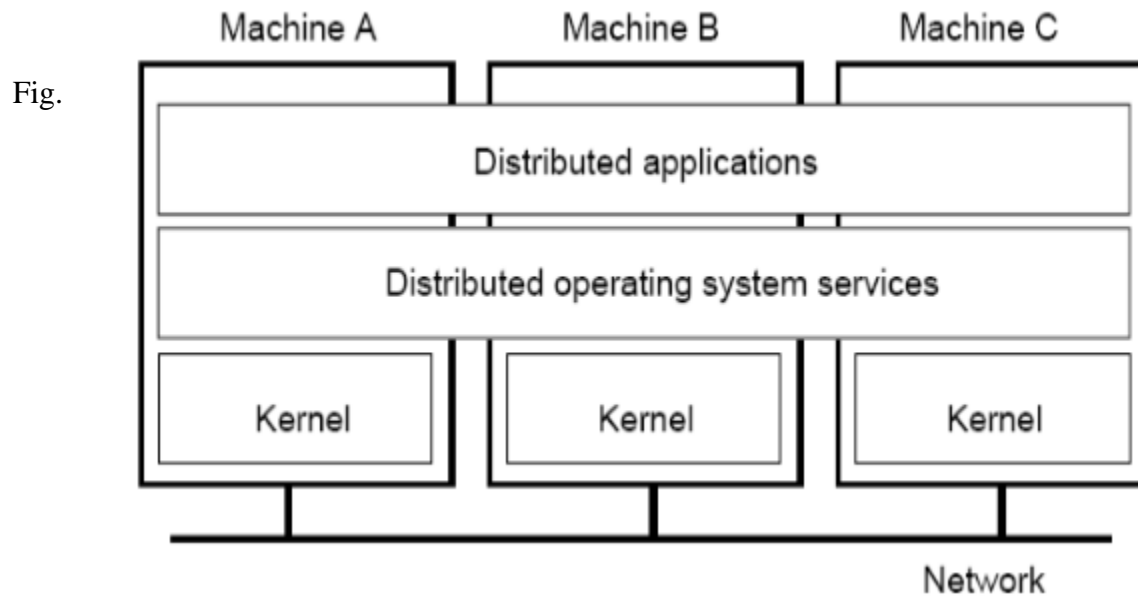 Machine A
Machine B
Machine C
Fig.
Distributed applications
Distributed operating system services
Kernel
Kernel
Kernel
Network